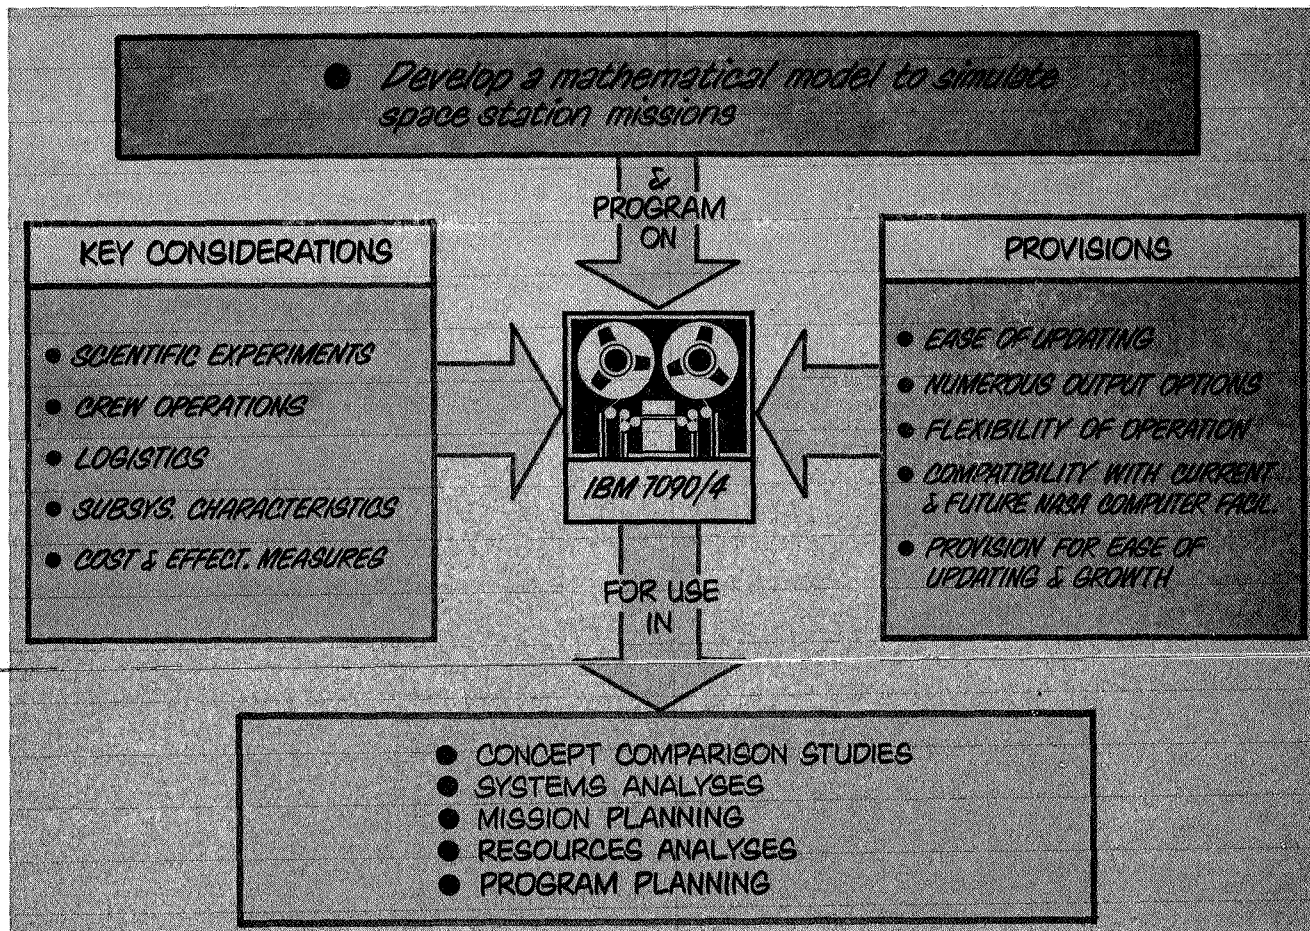 ● Develop a mathematical model to simulate
space station missions
&
PROGRAM
ON
KEY CONSIDERATIONS
● SCIENTIFIC EXPERIMENTS
● CREW OPERATIONS
● LOGISTICS
● SUBSYS. CHARACTERISTICS
● COST & EFFECT. MEASURES
IBM 7090/4
PROVISIONS
● EASE OF UPDATING
● NUMEROUS OUTPUT OPTIONS
● FLEXIBILITY OF OPERATION
● COMPATIBILITY WITH CURRENT
& FUTURE NASA COMPUTER FACIL.
● PROVISION FOR EASE OF
UPDATING & GROWTH
FOR USE
IN
● CONCEPT COMPARISON STUDIES
● SYSTEMS ANALYSES
● MISSION PLANNING
● RESOURCES ANALYSES
● PROGRAM PLANNING